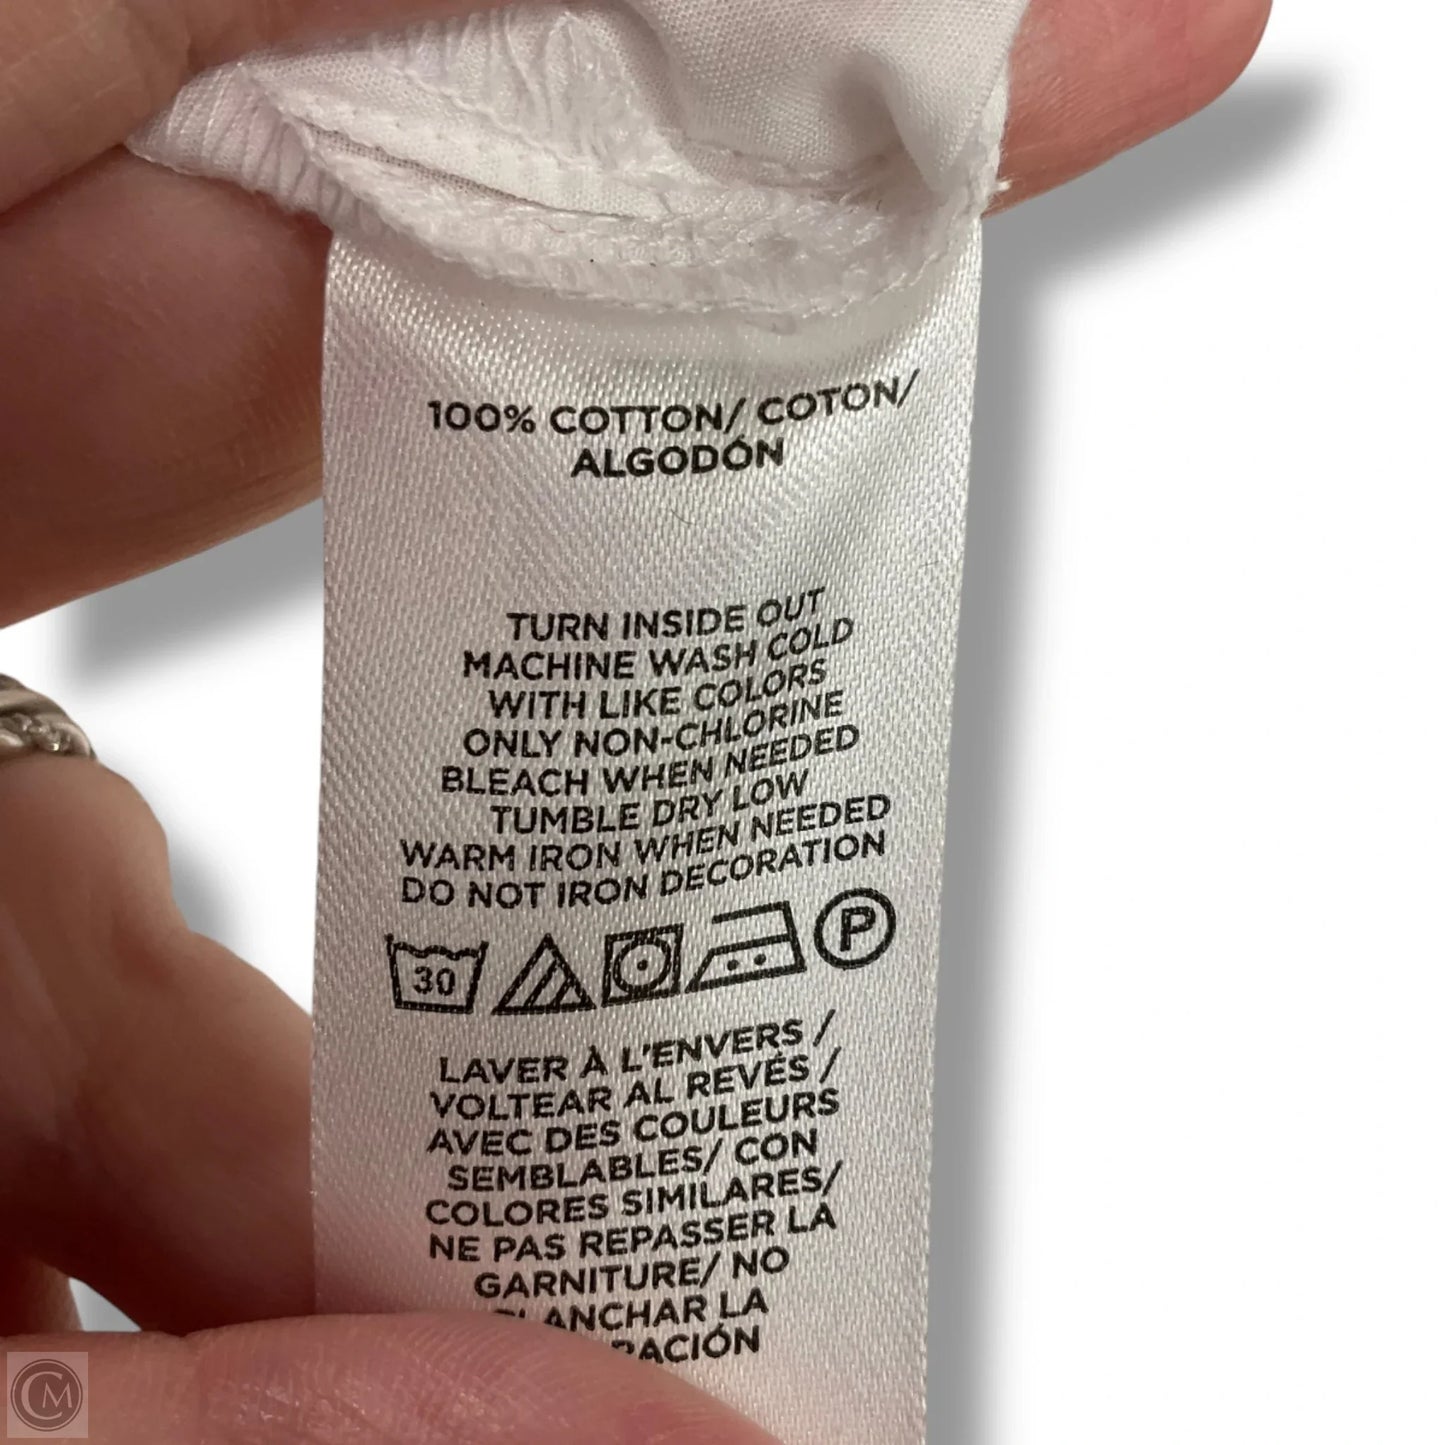 100% COTTON/ COTON/
ALGODÓN
TURN INSIDE OUT
MACHINE WASH COLD
WITH LIKE COLORS
ONLY NON-CHLORINE
BLEACH WHEN NEEDED
TUMBLE DRY LOW
WARM IRON WHEN NEEDED
DO NOT IRON DECORATION
30 P
LAVER À L'ENVERS /
VOLTEAR AL REVÉS /
AVEC DES COULEURS
SEMBLABLES/ CON
COLORES SIMILARES/
NE PAS REPASSER LA
GARNITURE/ NO
LA
CM